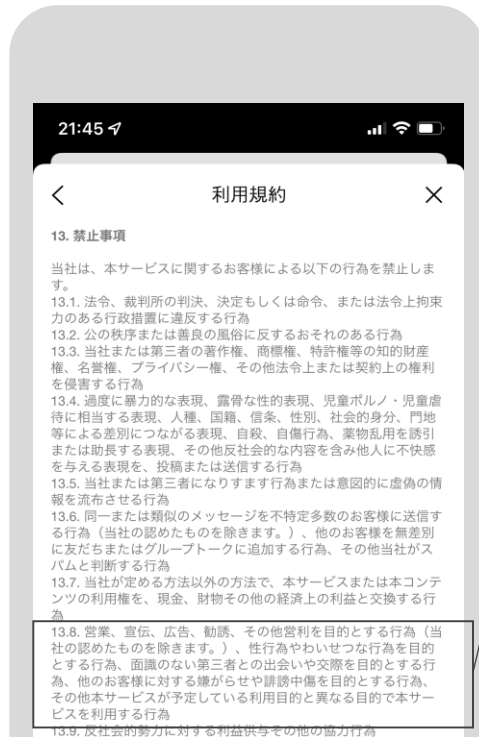 21:45
利用規約
13. 禁止事項
当社は、本サービスに関するお客様による以下の行為を禁止しま
す。
13.1. 法令、裁判所の判決、決定もしくは命令、または法令上拘束
力のある行政措置に違反する行為
13.2. 公の秩序または善良の風俗に反するおそれのある行為
13.3. 当社または第三者の著作権、商標権、特許権等の知的財産
権、名誉権、プライバシー権、その他法令上または契約上の権利
を侵害する行為
13.4. 過度に暴力的な表現、露骨な性的表現、児童ポルノ・児童虐
待に相当する表現、人種、国籍、信条、性別、社会的身分、門地
等による差別につながる表現、自殺、自傷行為、薬物乱用を誘引
または助長する表現、その他反社会的な内容を含み他人に不快感
を与える表現を、投稿または送信する行為
13.5. 当社または第三者になりすます行為または意図的に虚偽の情
報を流布させる行為
13.6. 同一または類似のメッセージを不特定多数のお客様に送信す
る行為（当社の認めたものを除きます。）、他のお客様を無差別
に友だちまたはグループトークに追加する行為、その他当社がス
パムと判断する行為
13.7. 当社が定める方法以外の方法で、本サービスまたは本コンテ
ンツの利用権を、現金、財物その他の経済上の利益と交換する行
為
13.8. 営業、宣伝、広告、勧誘、その他営利を目的とする行為（当
社の認めたものを除きます。）、性行為やわいせつな行為を目的
とする行為、面識のない第三者との出会いや交際を目的とする行
為、他のお客様に対する嫌がらせや誹謗中傷を目的とする行為、
その他本サービスが予定している利用目的と異なる目的で本サー
ビスを利用する行為
13.9. 反社会的勢力に対する利益供与その他の協力行為